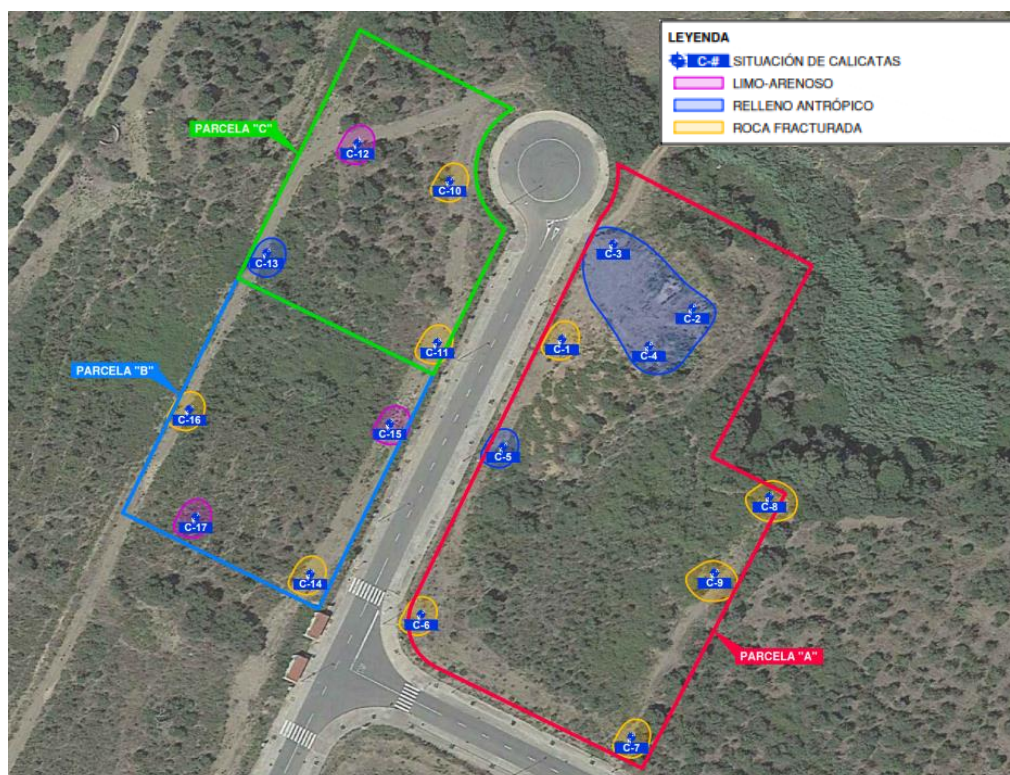 LEYENDA
C-# SITUACIÓN DE CALICATAS
LIMO-ARENOSO
RELLENO ANTRÓPICO
ROCA FRACTURADA
PARCELA "C"
C-12
C-10
C-3
C-13
C-2
C-1
C-11
C-4
PARCELA "B"
C-16
C-15
C-5
C-8
C-17
C-14
C-9
C-6
PARCELA "A"
C-7